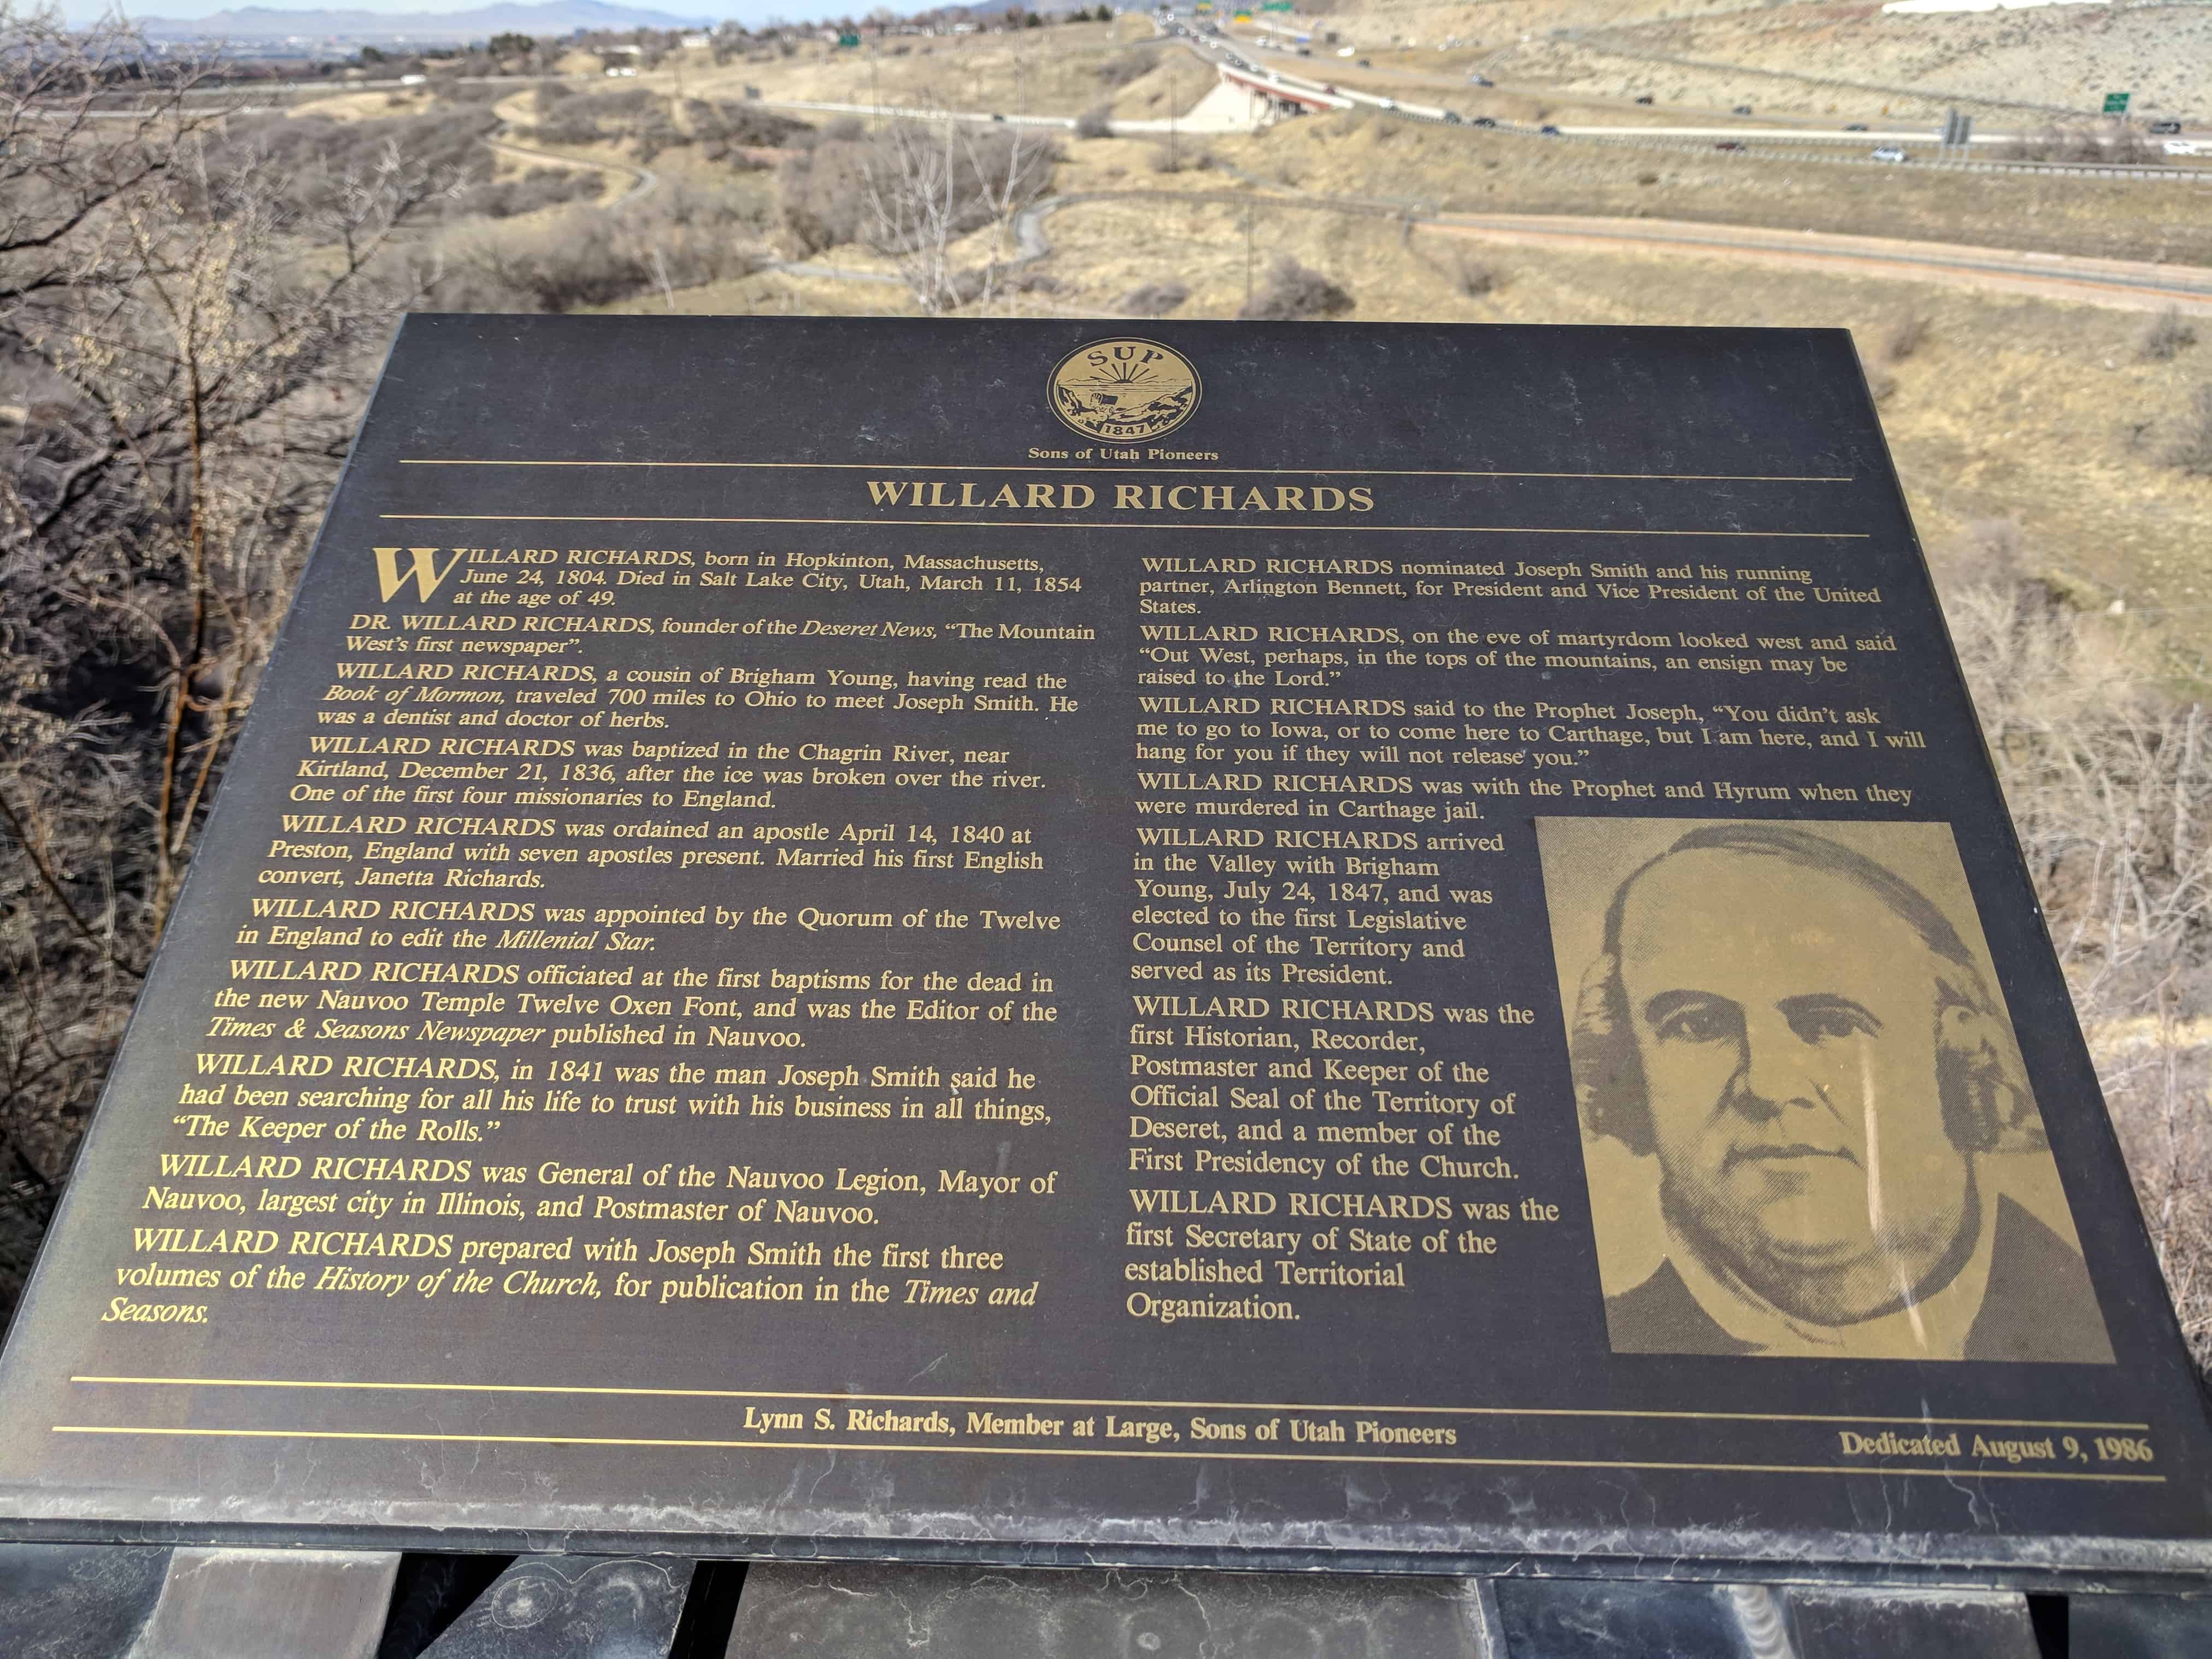 SUP
1847
Sons of Utah Pioneers
WILLARD RICHARDS
WILLARD RICHARDS, born in Hopkinton, Massachusetts,
June 24, 1804. Died in Salt Lake City, Utah, March 11, 1854
at the age of 49.
DR. WILLARD RICHARDS, founder of the Deseret News, “The Mountain
West’s first newspaper”.
WILLARD RICHARDS, a cousin of Brigham Young, having read the
Book of Mormon, traveled 700 miles to Ohio to meet Joseph Smith. He
was a dentist and doctor of herbs.
WILLARD RICHARDS was baptized in the Chagrin River, near
Kirtland, December 21, 1836, after the ice was broken over the river.
One of the first four missionaries to England.
WILLARD RICHARDS was ordained an apostle April 14, 1840 at
Preston, England with seven apostles present. Married his first English
convert, Janetta Richards.
WILLARD RICHARDS was appointed by the Quorum of the Twelve
in England to edit the Millenial Star.
WILLARD RICHARDS officiated at the first baptisms for the dead in
the new Nauvoo Temple Twelve Oxen Font, and was the Editor of the
Times & Seasons Newspaper published in Nauvoo.
WILLARD RICHARDS, in 1841 was the man Joseph Smith said he
had been searching for all his life to trust with his business in all things,
“The Keeper of the Rolls.”
WILLARD RICHARDS was General of the Nauvoo Legion, Mayor of
Nauvoo, largest city in Illinois, and Postmaster of Nauvoo.
WILLARD RICHARDS prepared with Joseph Smith the first three
volumes of the History of the Church, for publication in the Times and
Seasons.
WILLARD RICHARDS nominated Joseph Smith and his running
partner, Arlington Bennett, for President and Vice President of the United
States.
WILLARD RICHARDS, on the eve of martyrdom looked west and said
“Out West, perhaps, in the tops of the mountains, an ensign may be
raised to the Lord.”
WILLARD RICHARDS said to the Prophet Joseph, “You didn’t ask
me to go to Iowa, or to come here to Carthage, but I am here, and I will
hang for you if they will not release you.”
WILLARD RICHARDS was with the Prophet and Hyrum when they
were murdered in Carthage jail.
WILLARD RICHARDS arrived
in the Valley with Brigham
Young, July 24, 1847, and was
elected to the first Legislative
Counsel of the Territory and
served as its President.
WILLARD RICHARDS was the
first Historian, Recorder,
Postmaster and Keeper of the
Official Seal of the Territory of
Deseret, and a member of the
First Presidency of the Church.
WILLARD RICHARDS was the
first Secretary of State of the
established Territorial
Organization.
Lynn S. Richards, Member at Large, Sons of Utah Pioneers
Dedicated August 9, 1986